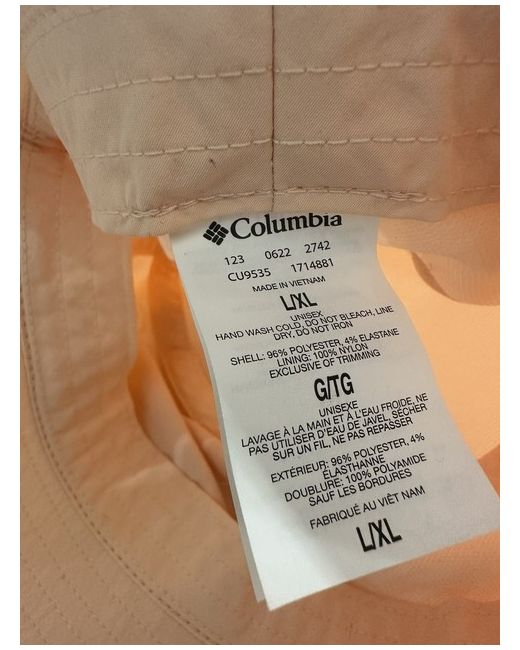 Columbia
123 0622 2742
CU9535 1714881
MADE IN VIETNAM
L/XL
UNISEX
HAND WASH COLD, DO NOT BLEACH, LINE
DRY, DO NOT IRON
SHELL: 96% POLYESTER, 4% ELASTANE
LINING: 100% NYLON
EXCLUSIVE OF TRIMMING
G/TG
UNISEXE
LAVAGE À LA MAIN ET À L'EAU FROIDE, NE
PAS UTILISER D'EAU DE JAVEL, SÉCHER
SUR UN FIL, NE PAS REPASSER
EXTÉRIEUR: 96% POLYESTER, 4%
ÉLASTHANNE
DOUBLURE: 100% POLYAMIDE
SAUF LES BORDURES
FABRIQUÉ AU VIÊT NAM
L/XL